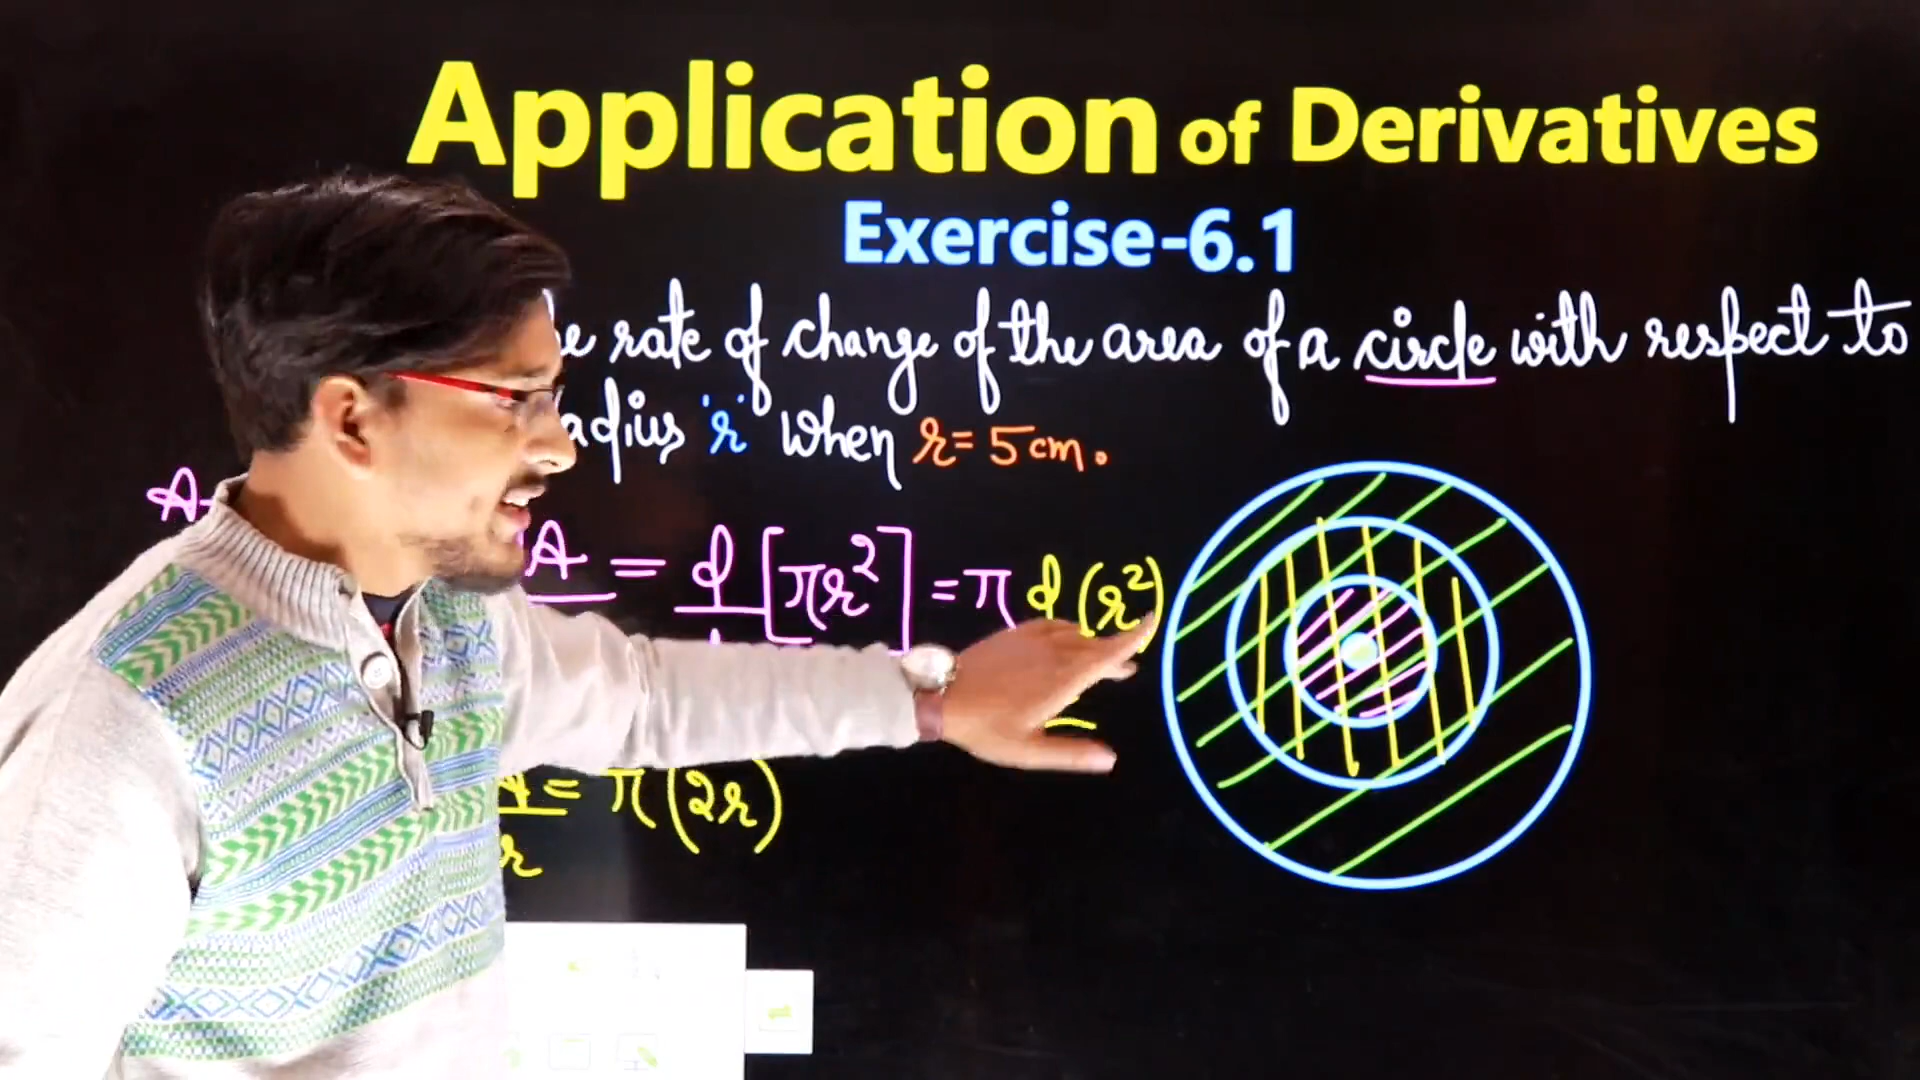 Application of Derivatives
Exercise-6.1
rate of change of the area of a circle with respect to
'r' when r = 5 cm.
A = d [πr²] = π d (r²)
= π (2r)
r